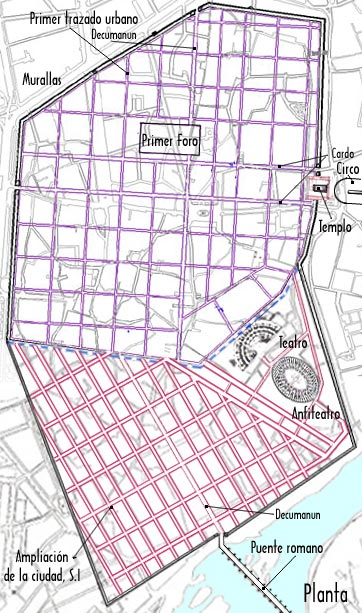 Primer trazado urbano
Decumanun
Murallas
Primer Foro
Cardo
Circo
Templo
Teatro
Anfiteatro
Decumanun
Ampliación
de la ciudad, S.I
Puente romano
Planta